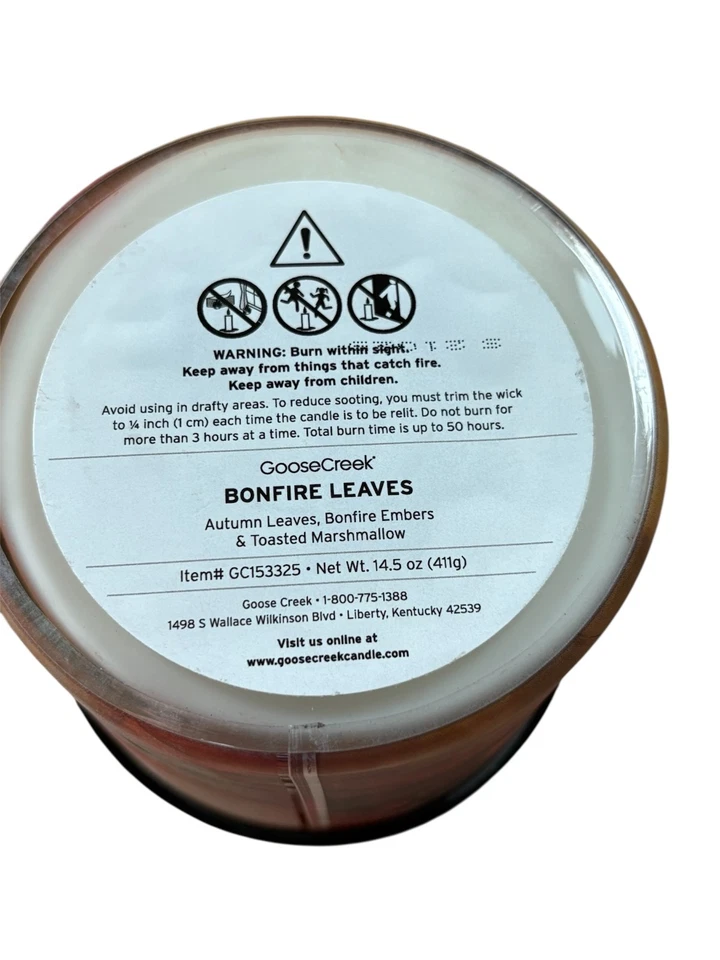 WARNING: Burn within sight.
Keep away from things that catch fire.
Keep away from children.
Avoid using in drafty areas. To reduce sooting, you must trim the wick
to ¼ inch (1 cm) each time the candle is to be relit. Do not burn for
more than 3 hours at a time. Total burn time is up to 50 hours.
GooseCreek®
BONFIRE LEAVES
Autumn Leaves, Bonfire Embers
& Toasted Marshmallow
Item# GC153325 • Net Wt. 14.5 oz (411g)
Goose Creek • 1-800-775-1388
1498 S Wallace Wilkinson Blvd • Liberty, Kentucky 42539
Visit us online at
www.goosecreekcandle.com